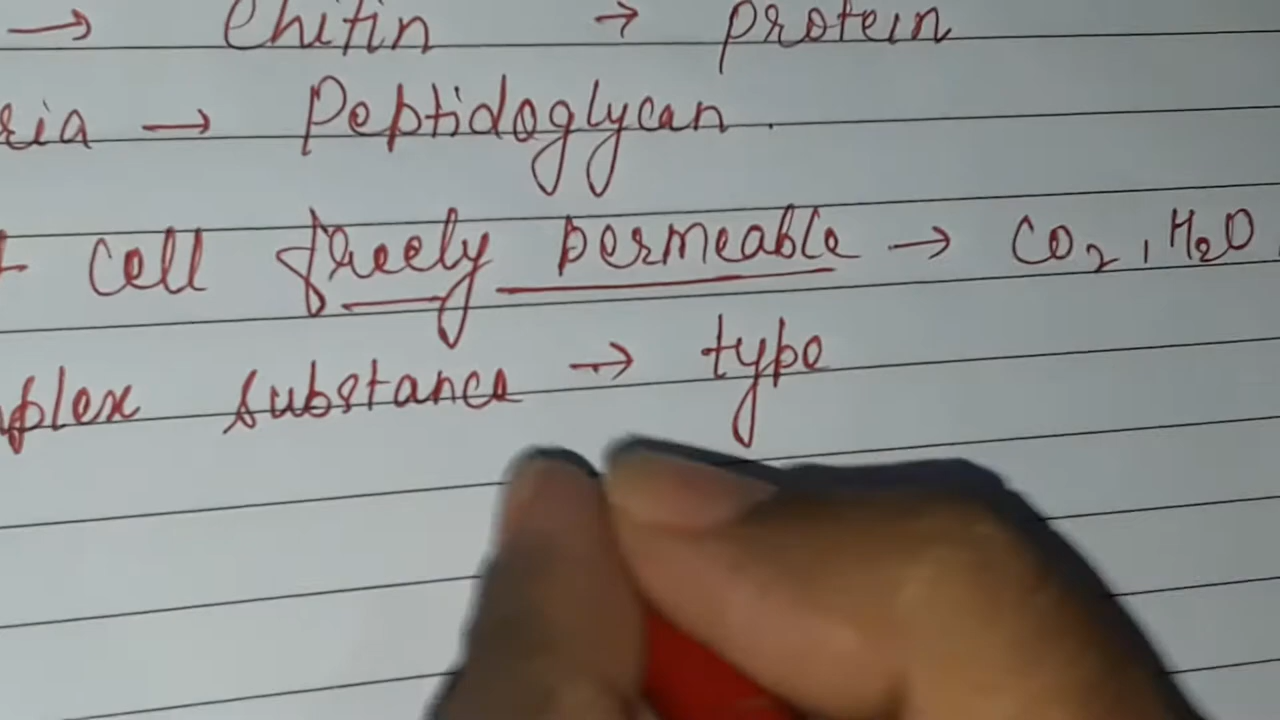 → Chitin → protein
ria → Peptidoglycan.
cell freely permeable → CO2, H2O
plex substance → type